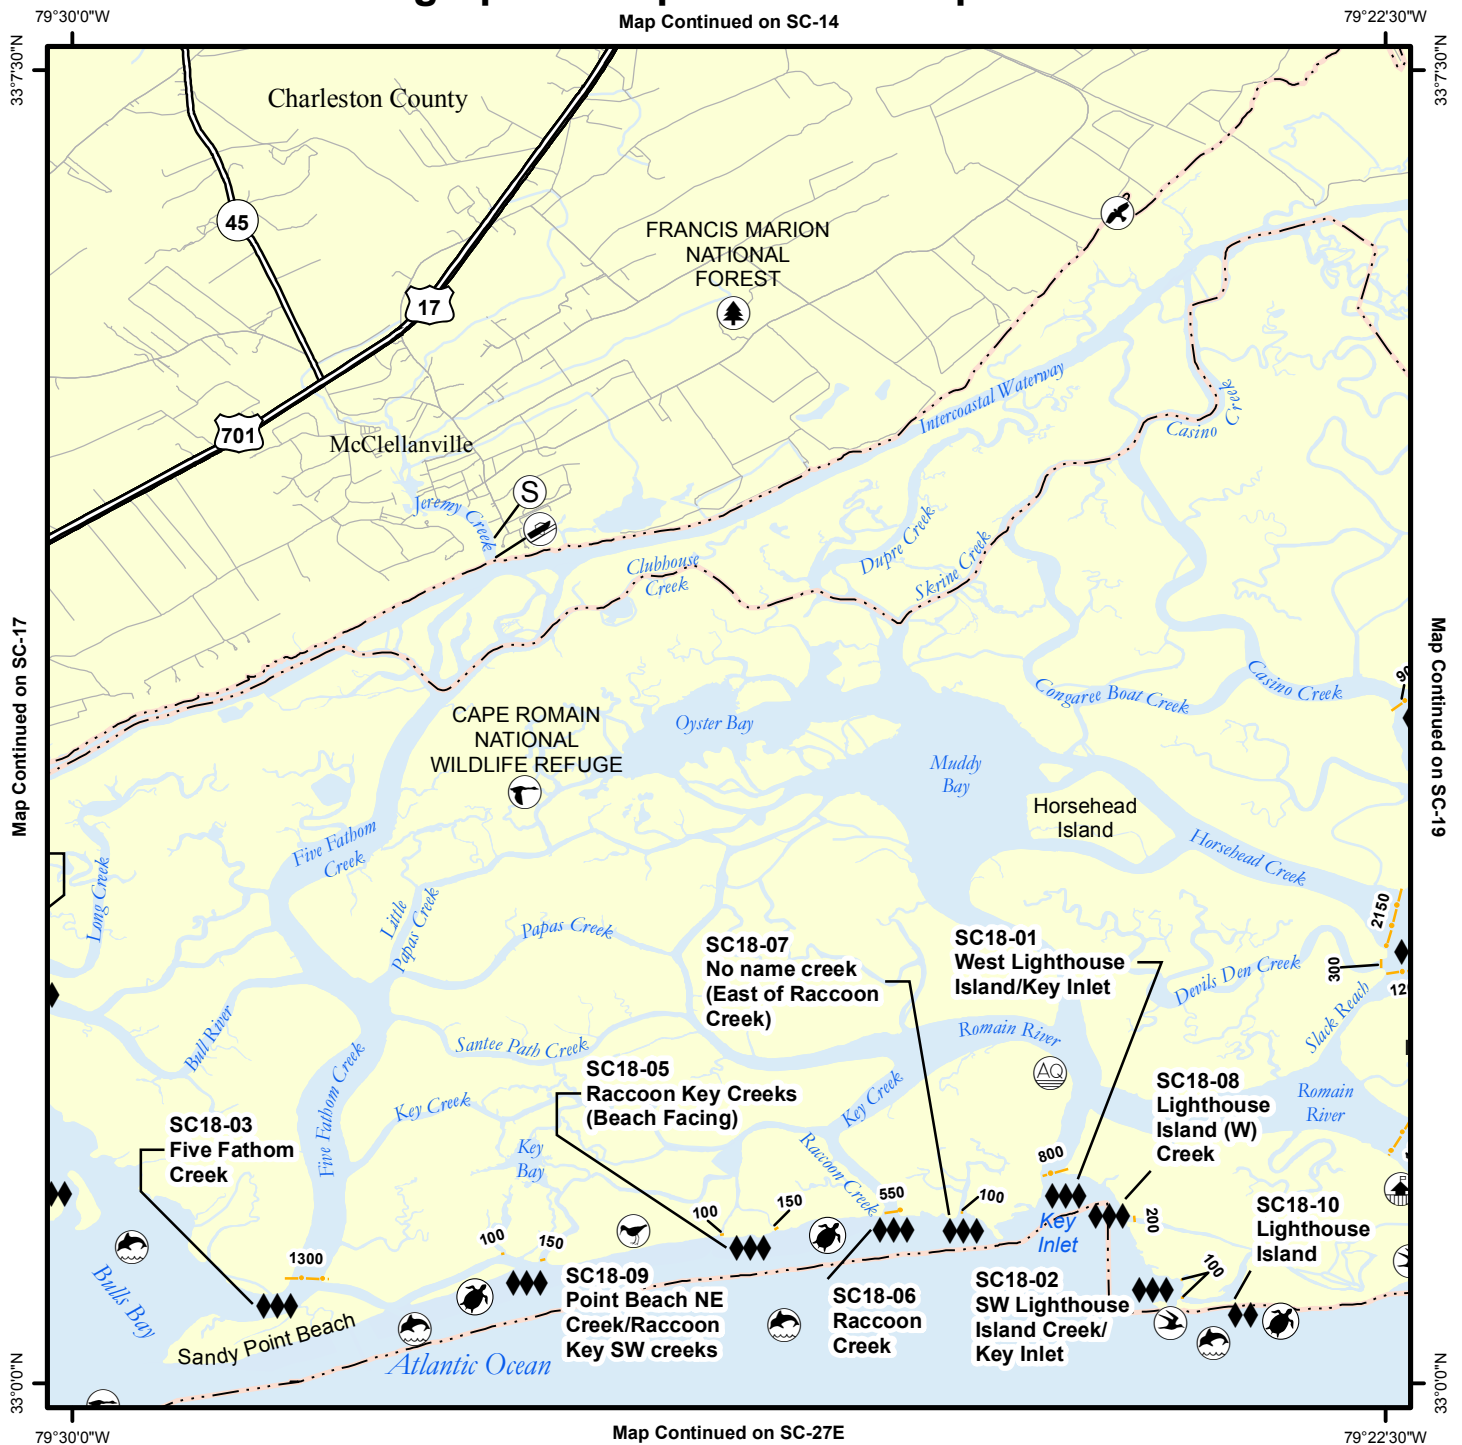 Map Continued on SC-14
79°30'0"W
79°22'30"W
33°7'30"N
33°7'30"N
Charleston County
45
17
701
FRANCIS MARION
NATIONAL
FOREST
McClellanville
Jeremy Creek
S
Intercoastal Waterway
Casino
Creek
Clubhouse
Creek
Dupre Creek
Skrine Creek
Map Continued on SC-17
Map Continued on SC-19
Congaree Boat Creek
Casino Creek
CAPE ROMAIN
NATIONAL
WILDLIFE REFUGE
Oyster Bay
Muddy
Bay
Horsehead
Island
Horsehead Creek
Five Fathom
Creek
Long Creek
Little
Papas Creek
Papas Creek
2150
300
Devils Den Creek
Slack Reach
SC18-07
No name creek
(East of Raccoon
Creek)
SC18-01
West Lighthouse
Island/Key Inlet
Bull River
Santee Path Creek
Romain River
AQ
Five Fathom Creek
Key Creek
Key Creek
SC18-05
Raccoon Key Creeks
(Beach Facing)
SC18-08
Lighthouse
Island (W)
Creek
Romain
River
SC18-03
Five Fathom
Creek
Key
Bay
Raccoon Creek
800
550
100
100
150
200
Key
Inlet
SC18-10
Lighthouse
Island
100
150
1300
100
Bulls Bay
Sandy Point Beach
Atlantic Ocean
SC18-09
Point Beach NE
Creek/Raccoon
Key SW creeks
SC18-06
Raccoon
Creek
SC18-02
SW Lighthouse
Island Creek/
Key Inlet
33°0'0"N
33°0'0"N
79°30'0"W
79°22'30"W
Map Continued on SC-27E